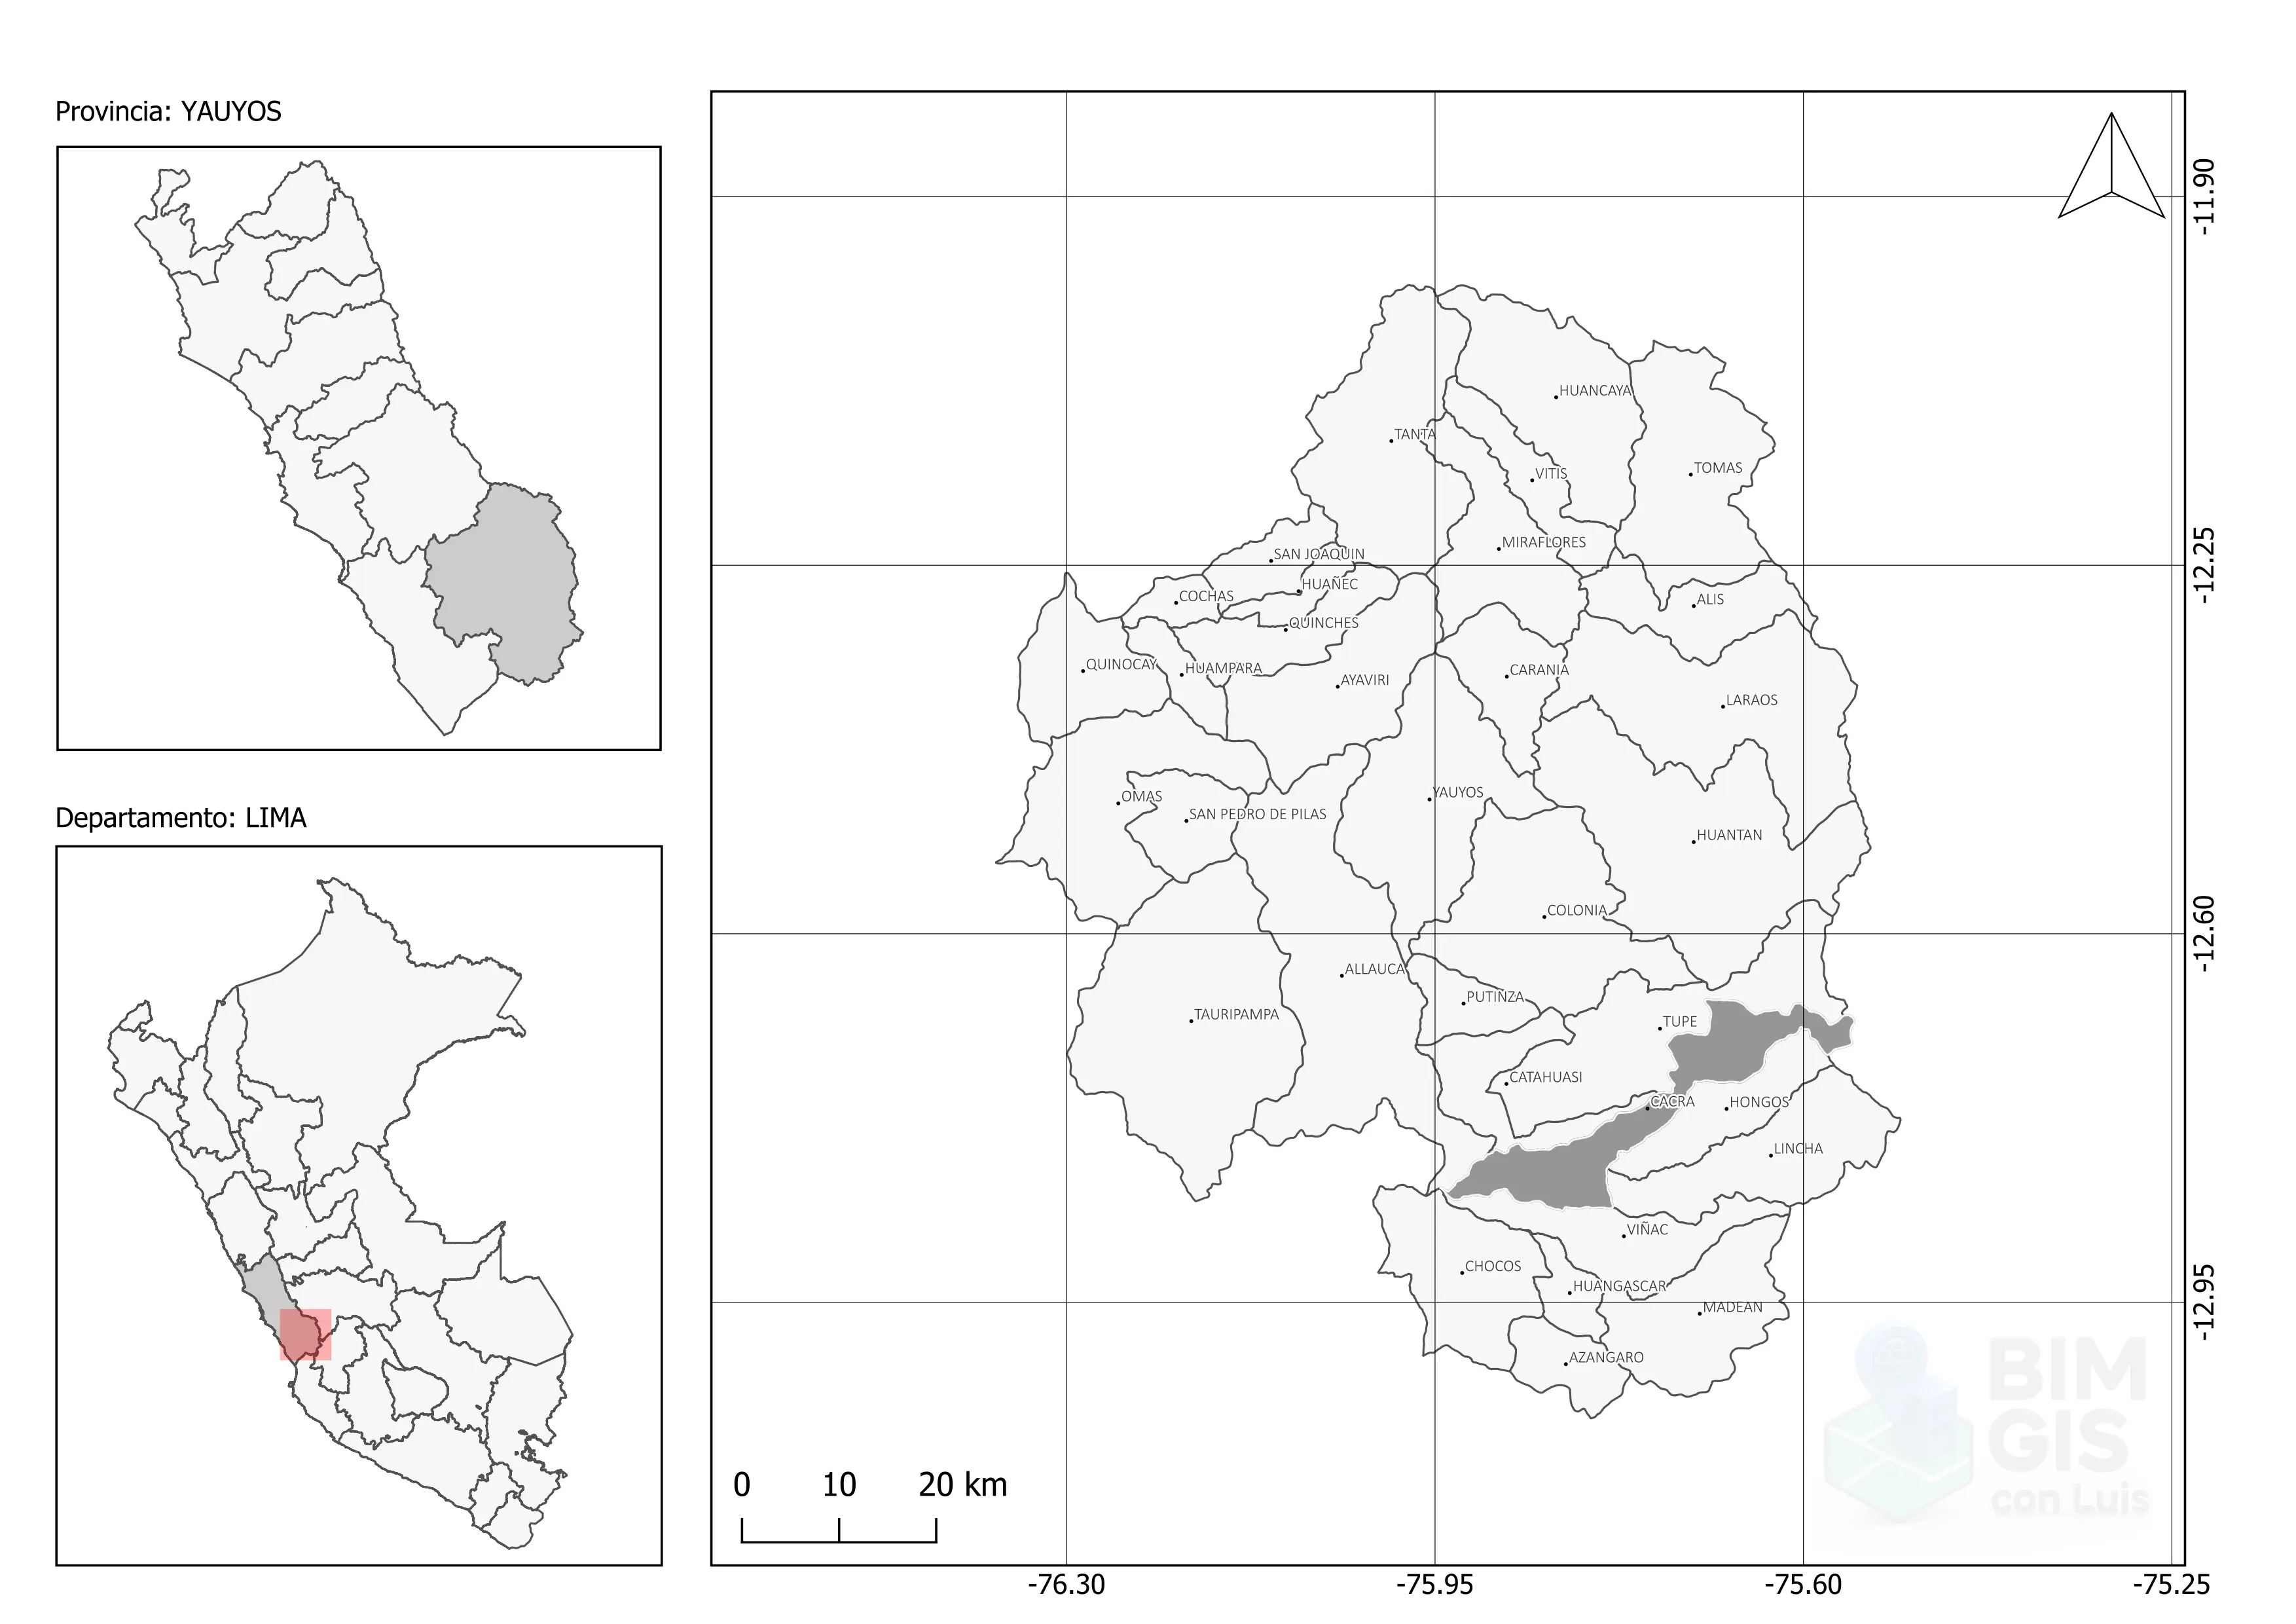 Provincia: YAUYOS
Departamento: LIMA
HUANCAYA
TANTA
TOMAS
VITIS
MIRAFLORES
SAN JOAQUIN
HUAÑEC
COCHAS
ALIS
QUINCHES
QUINOCAY
HUAMPARA
CARANIA
AYAVIRI
LARAOS
YAUYOS
OMAS
SAN PEDRO DE PILAS
HUANTAN
COLONIA
ALLAUCA
PUTINZA
TAURIPAMPA
TUPE
CATAHUASI
CACRA
HONGOS
LINCHA
VIÑAC
CHOCOS
HUANGASCAR
MADEAN
AZANGARO
-11.90
-12.25
-12.60
-12.95
BIM
GIS
con Luis
0 10 20 km
-76.30 -75.95 -75.60 -75.25